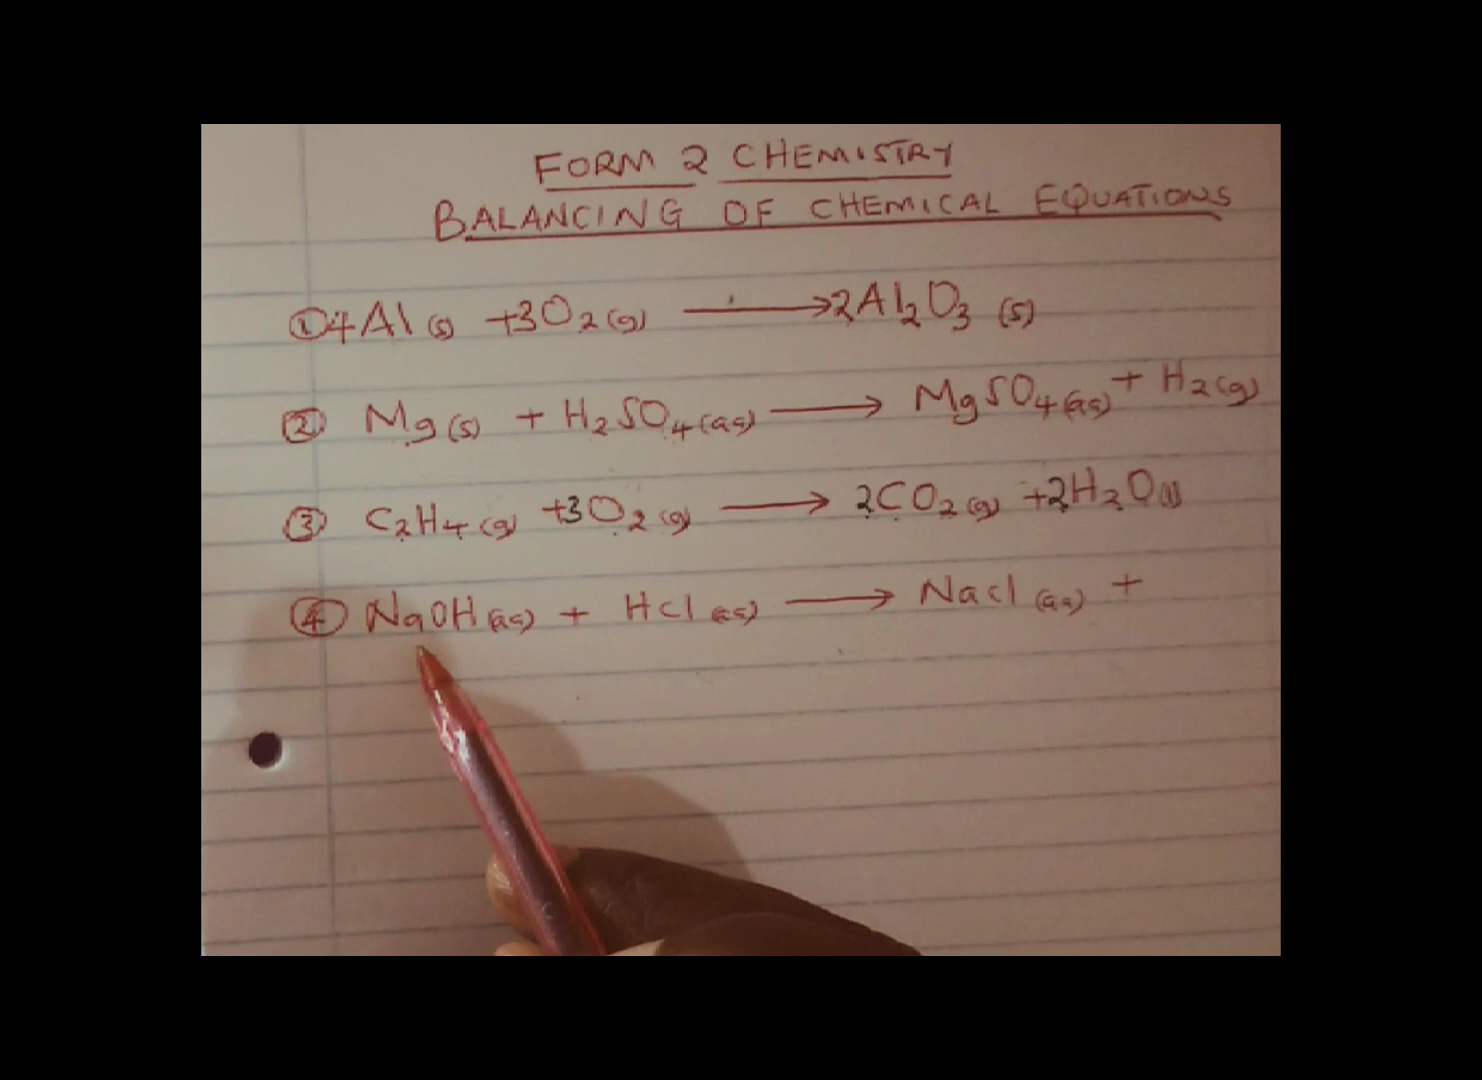 FORM 2 CHEMISTRY
BALANCING OF CHEMICAL EQUATIONS
① 4Al(s) + 3O₂(g) → 2Al₂O₃ (s)
② Mg(s) + H₂SO₄(aq) → MgSO₄(aq) + H₂(g)
③ C₂H₄(g) + 3O₂(g) → 2CO₂(g) + 2H₂O(l)
④ NaOH(aq) + HCl(aq) → NaCl(aq) +